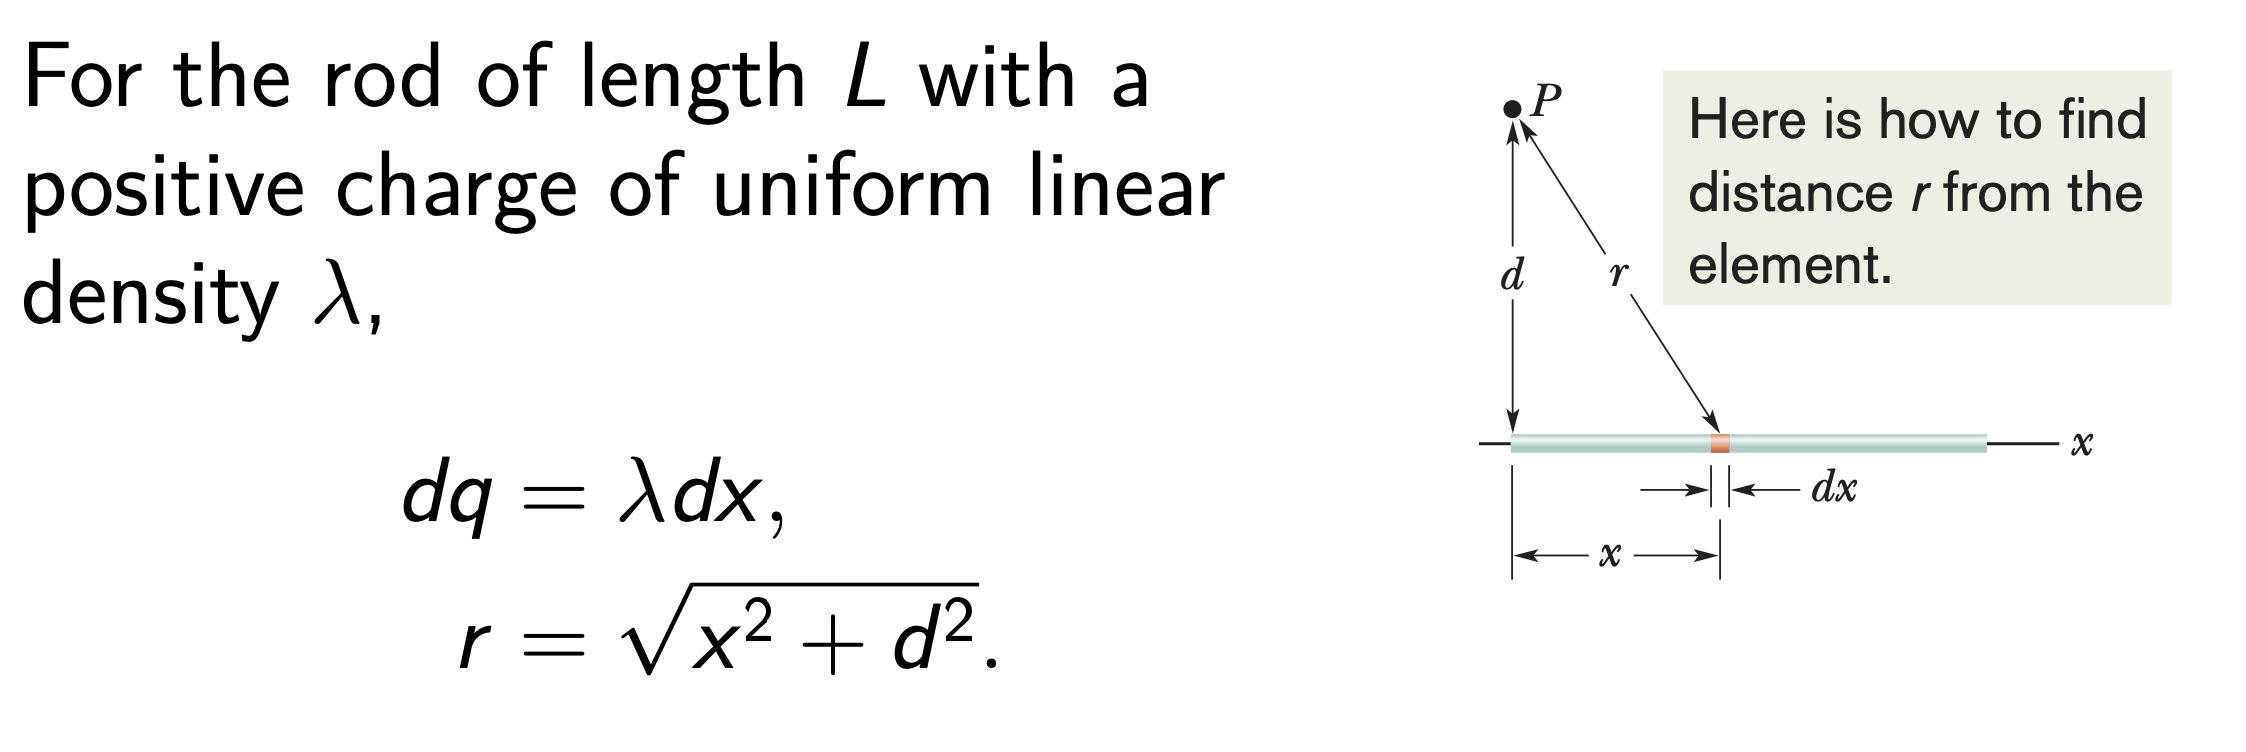 For the rod of length L with a
positive charge of uniform linear
density λ,
dq = λdx,
r = √(x² + d²).
P
Here is how to find
distance r from the
element.
d
r
x
dx
x